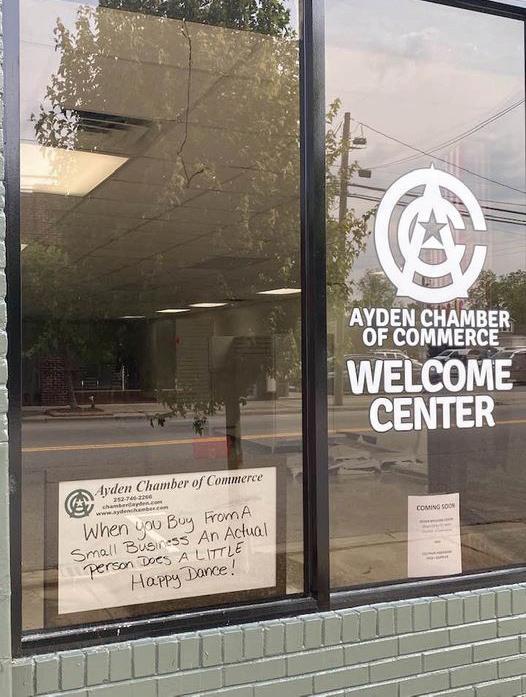 AYDEN CHAMBER
OF COMMERCE
WELCOME
CENTER
Ayden Chamber of Commerce
252-746-2266
chamber@ayden.com
www.aydenchamber.com
When you Buy From A
Small Business An Actual
Person Does A LITTLE
Happy Dance!
COMING SOON